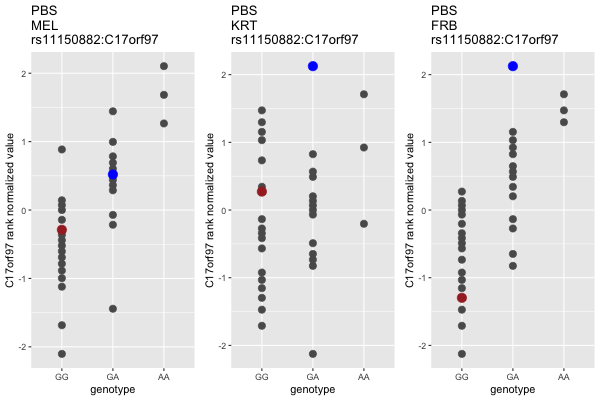 PBS
MEL
rs11150882:C17orf97
C17orf97 rank normalized value
2
1
0
-1
-2
GG GA AA
genotype
PBS
KRT
rs11150882:C17orf97
C17orf97 rank normalized value
2
1
0
-1
-2
GG GA AA
genotype
PBS
FRB
rs11150882:C17orf97
C17orf97 rank normalized value
2
1
0
-1
-2
GG GA AA
genotype